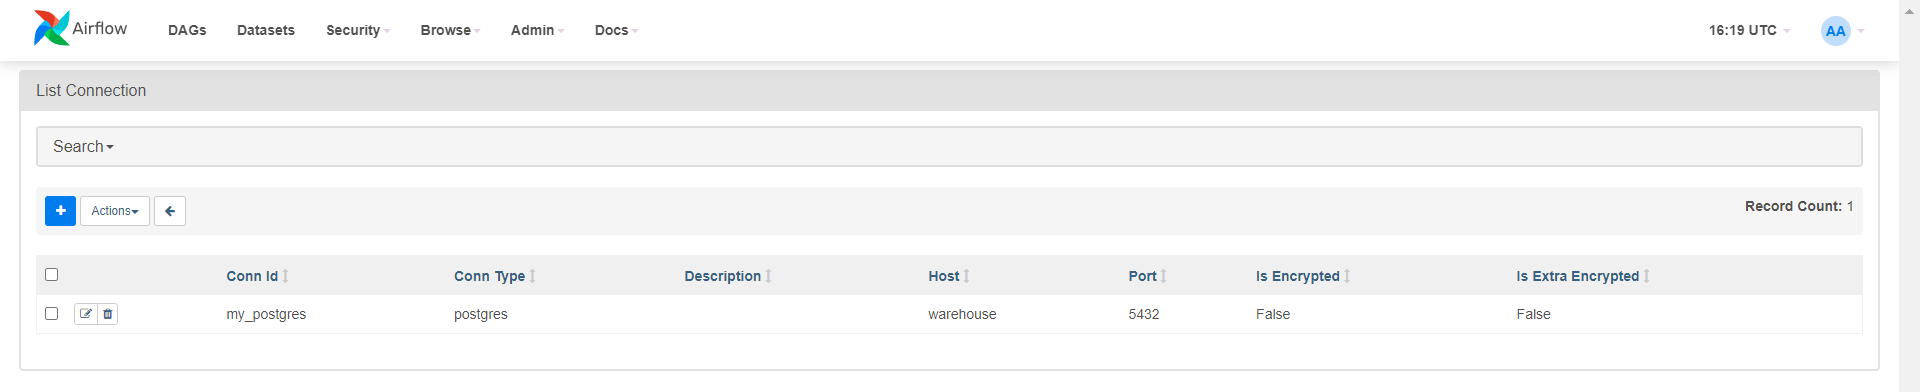 Airflow DAGs Datasets Security Browse Admin Docs 16:19 UTC AA
List Connection
Search
Actions Record Count: 1
Conn Id Conn Type Description Host Port Is Encrypted Is Extra Encrypted
my_postgres postgres warehouse 5432 False False